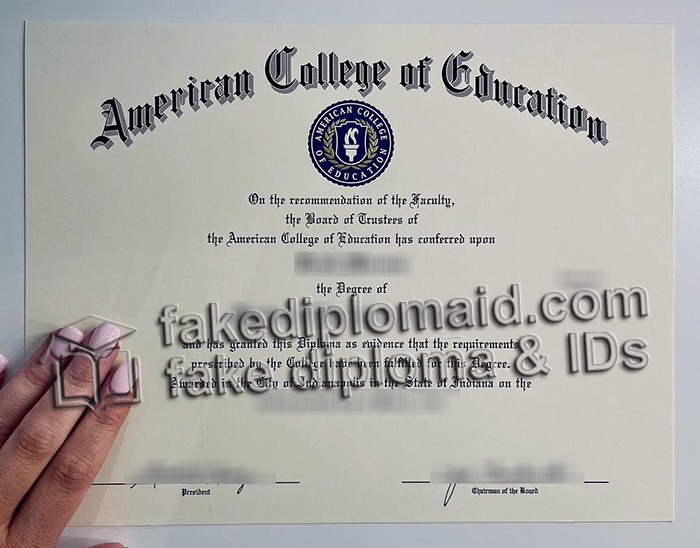 American College of Education
AMERICAN COLLEGE
OF EDUCATION
On the recommendation of the Faculty,
the Board of Trustees of
the American College of Education has conferred upon
the Degree of
fakediplomaid.com
and has granted this Diploma as evidence that the requirements
prescribed by the College have been fulfilled for this Degree.
fake diploma & IDs
Awarded in the City of Indianapolis in the State of Indiana on the
President
Chairman of the Board